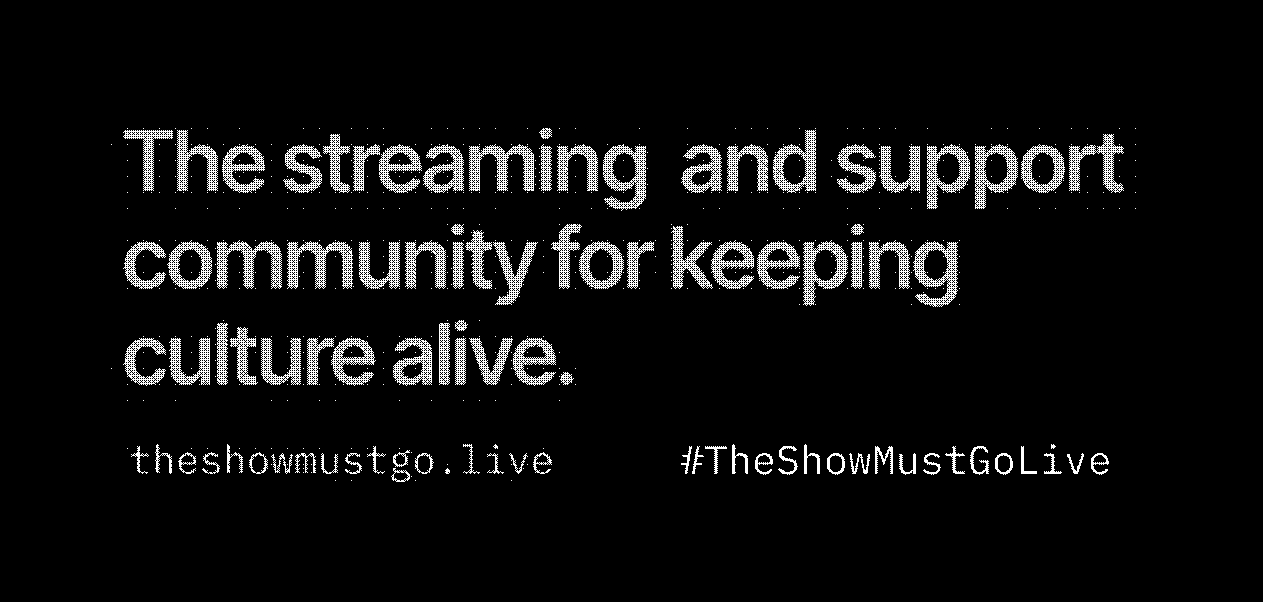 The streaming and support
community for keeping
culture alive.
theshowmustgo.live
#TheShowMustGoLive